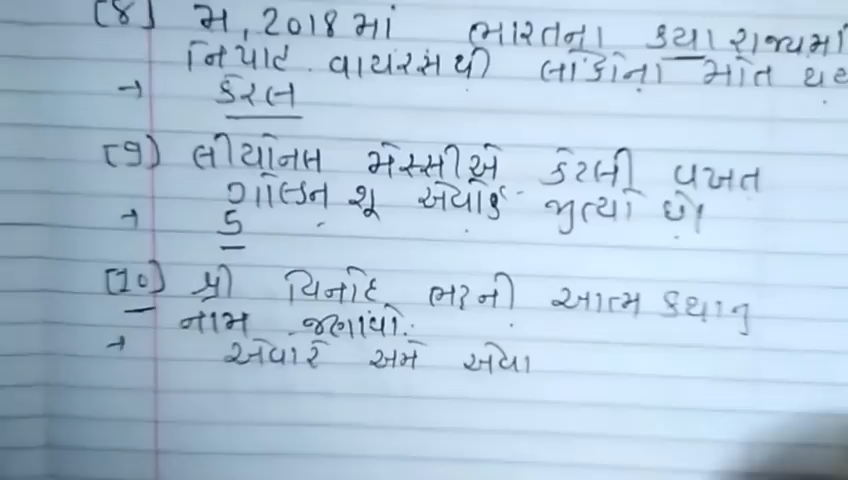 [8] મે, 2018માં ભારતના કયા રાજ્યમાં
નિપાહ વાયરસથી લોકોના મોત થય
→ કેરલ
[9] લીયોનલ મેસ્સીએ કેટલી વખત
ગોલ્ડન શૂ એવોર્ડ જીત્યો છે।
→ 5
[10] શ્રી વિનોદ ભટ્ટની આત્મકથાનુ
નામ જણાવો.
→ એવારે અમે એવા